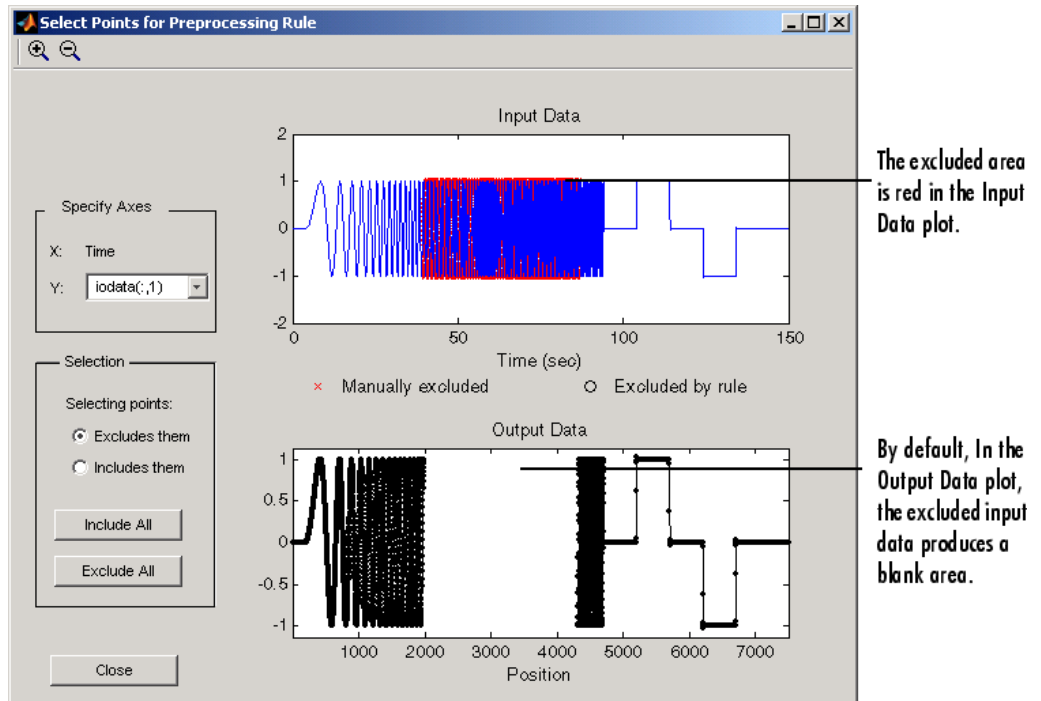 Select Points for Preprocessing Rule
Input Data
2
1
0
-1
-2
0
50
100
150
Time (sec)
× Manually excluded
o Excluded by rule
Specify Axes
X: Time
Y: iodata(:,1)
Selection
Selecting points:
Excludes them
Includes them
Include All
Exclude All
Close
Output Data
1
0.5
0
-0.5
-1
1000
2000
3000
4000
5000
6000
7000
Position
The excluded area
is red in the Input
Data plot.
By default, In the
Output Data plot,
the excluded input
data produces a
blank area.